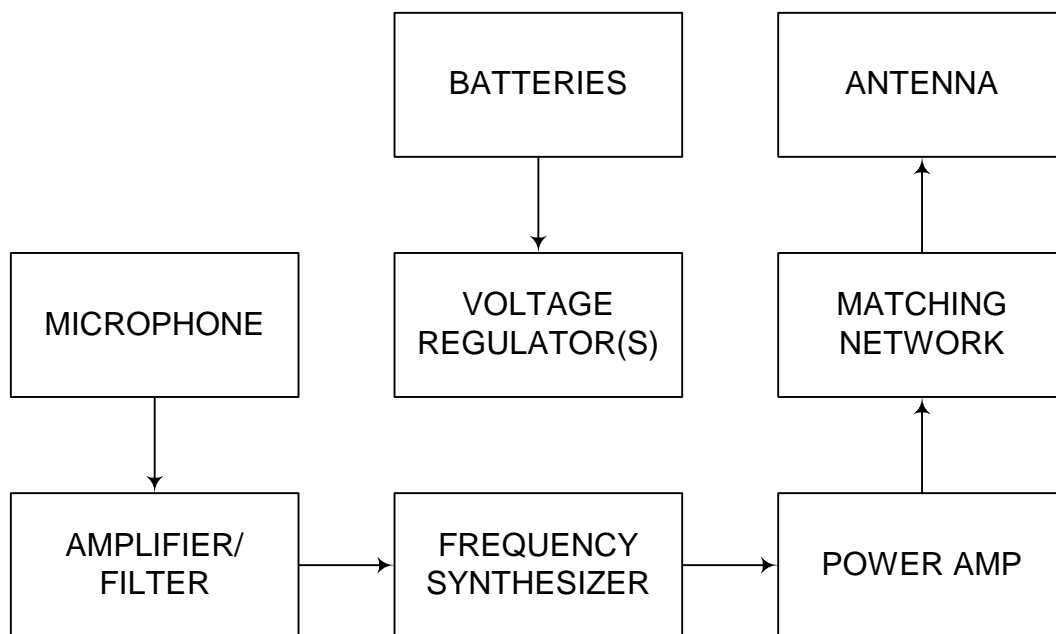 BATTERIES
ANTENNA
MICROPHONE
VOLTAGE
REGULATOR(S)
MATCHING
NETWORK
AMPLIFIER/
FILTER
FREQUENCY
SYNTHESIZER
POWER AMP